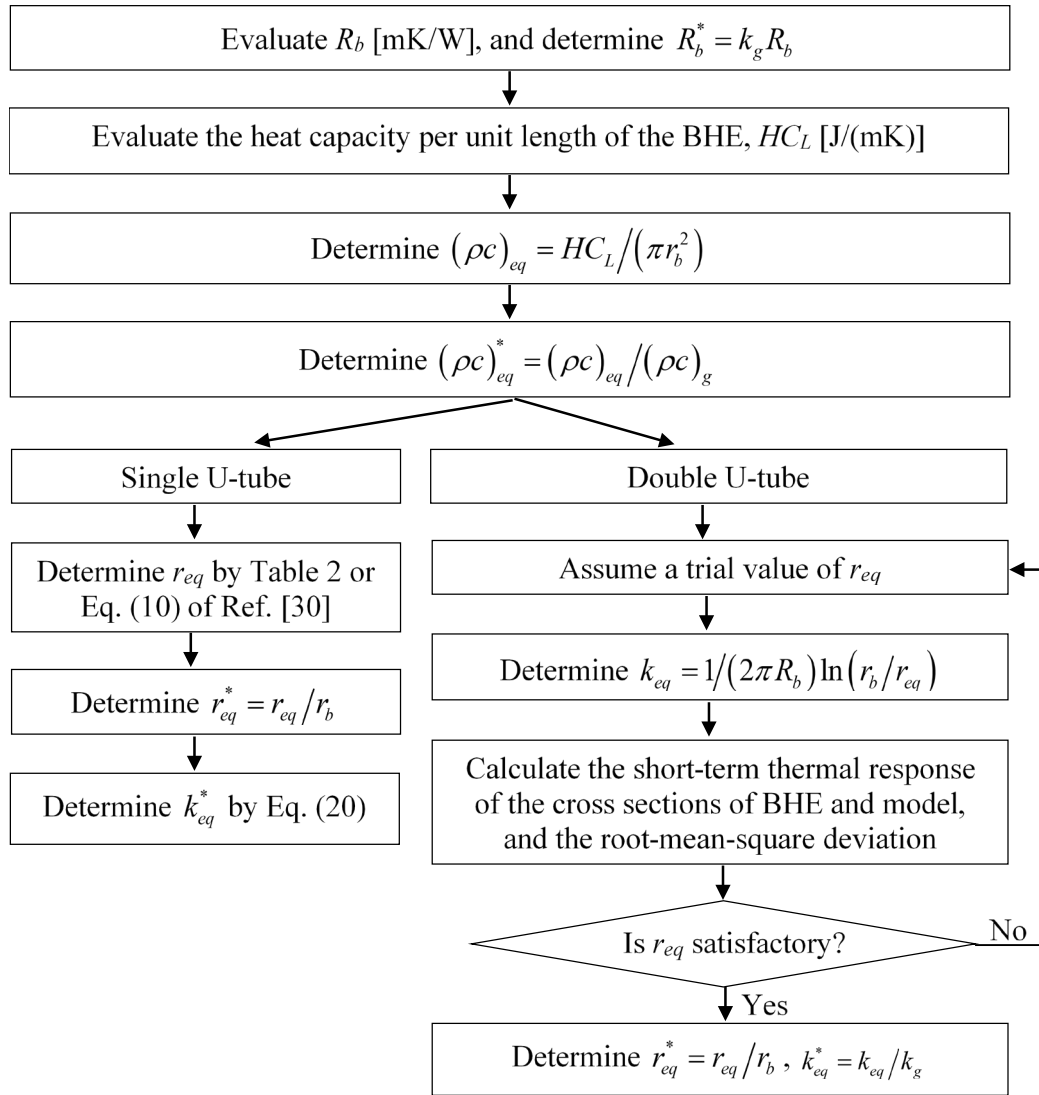 Evaluate R_b [mK/W], and determine R_b^* = k_g R_b
Evaluate the heat capacity per unit length of the BHE, HC_L [J/(mK)]
Determine (ρc)_eq = HC_L/(πr_b^2)
Determine (ρc)_eq^* = (ρc)_eq/(ρc)_g
Single U-tube
Determine r_eq by Table 2 or
Eq. (10) of Ref. [30]
Determine r_eq^* = r_eq/r_b
Determine k_eq^* by Eq. (20)
Double U-tube
Assume a trial value of r_eq
Determine k_eq = 1/(2πR_b) ln(r_b/r_eq)
Calculate the short-term thermal response
of the cross sections of BHE and model,
and the root-mean-square deviation
Is r_eq satisfactory?
No
Yes
Determine r_eq^* = r_eq/r_b , k_eq^* = k_eq/k_g